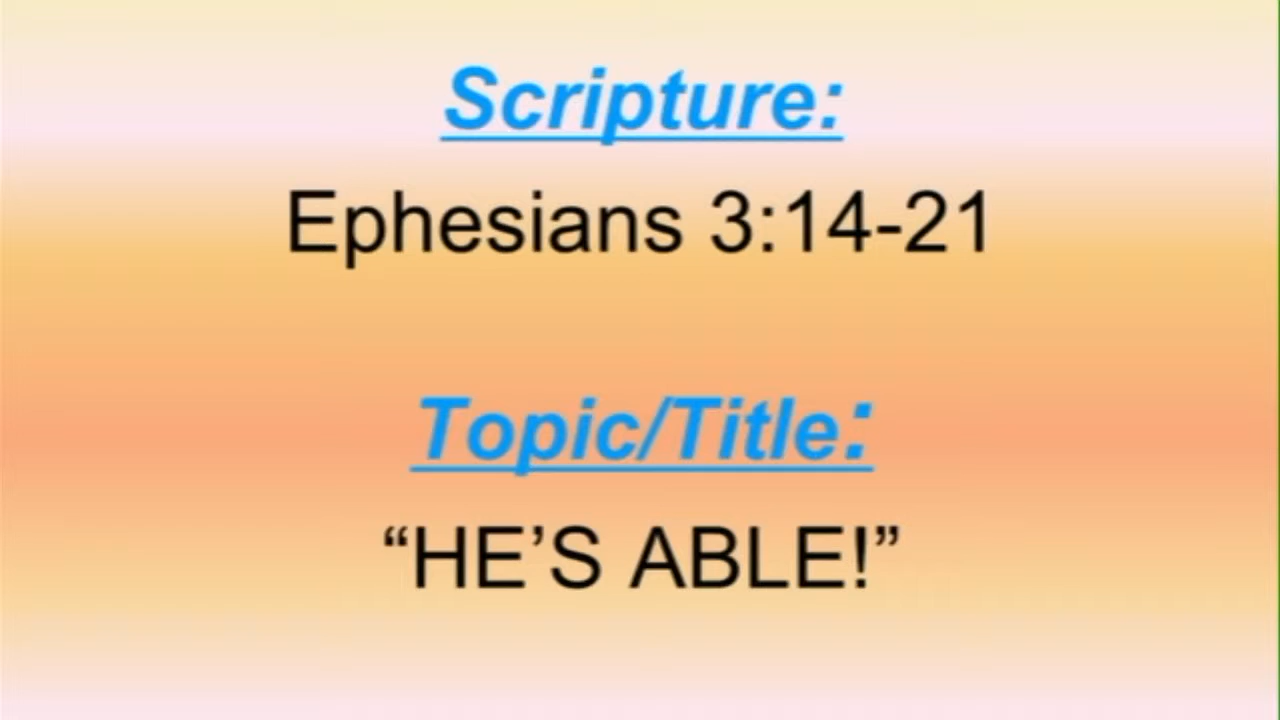 Scripture:
Ephesians 3:14-21
Topic/Title:
“HE’S ABLE!”